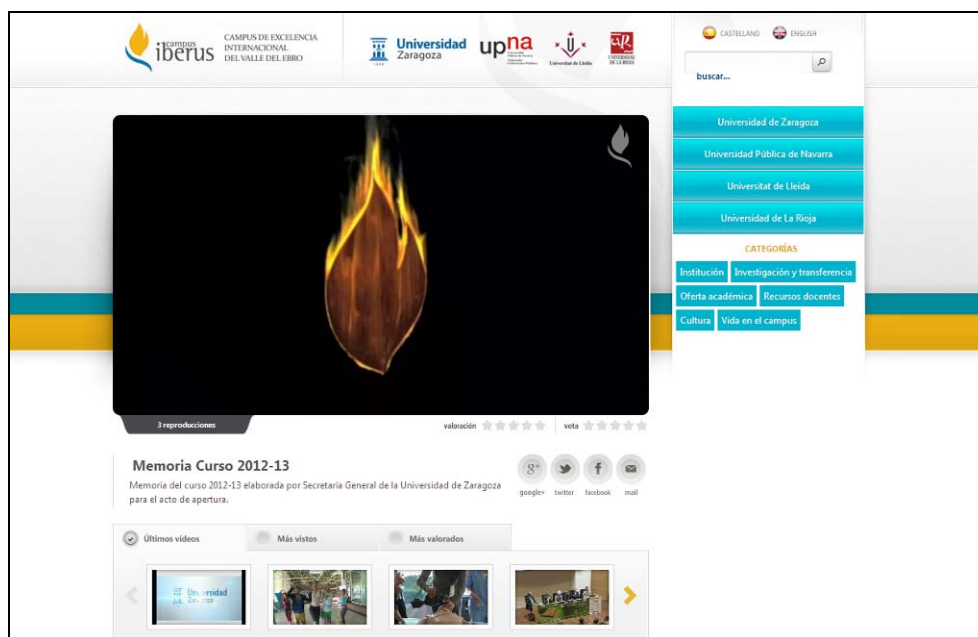 campus
iberus
CAMPUS DE EXCELENCIA
INTERNACIONAL
DEL VALLE DEL EBRO
Universidad
Zaragoza
upna
Universitat de Lleida
UNIVERSIDAD
DE LA RIOJA
CASTELLANO ENGLISH
buscar...
Universidad de Zaragoza
Universidad Pública de Navarra
Universitat de Lleida
Universidad de La Rioja
CATEGORÍAS
Institución Investigación y transferencia
Oferta académica Recursos docentes
Cultura Vida en el campus
3 reproducciones
valoración vota
Memoria Curso 2012-13
Memoria del curso 2012-13 elaborada por Secretaría General de la Universidad de Zaragoza
para el acto de apertura.
google+ twitter facebook mail
Últimos vídeos Más vistos Más valorados
Universidad
Zaragoza